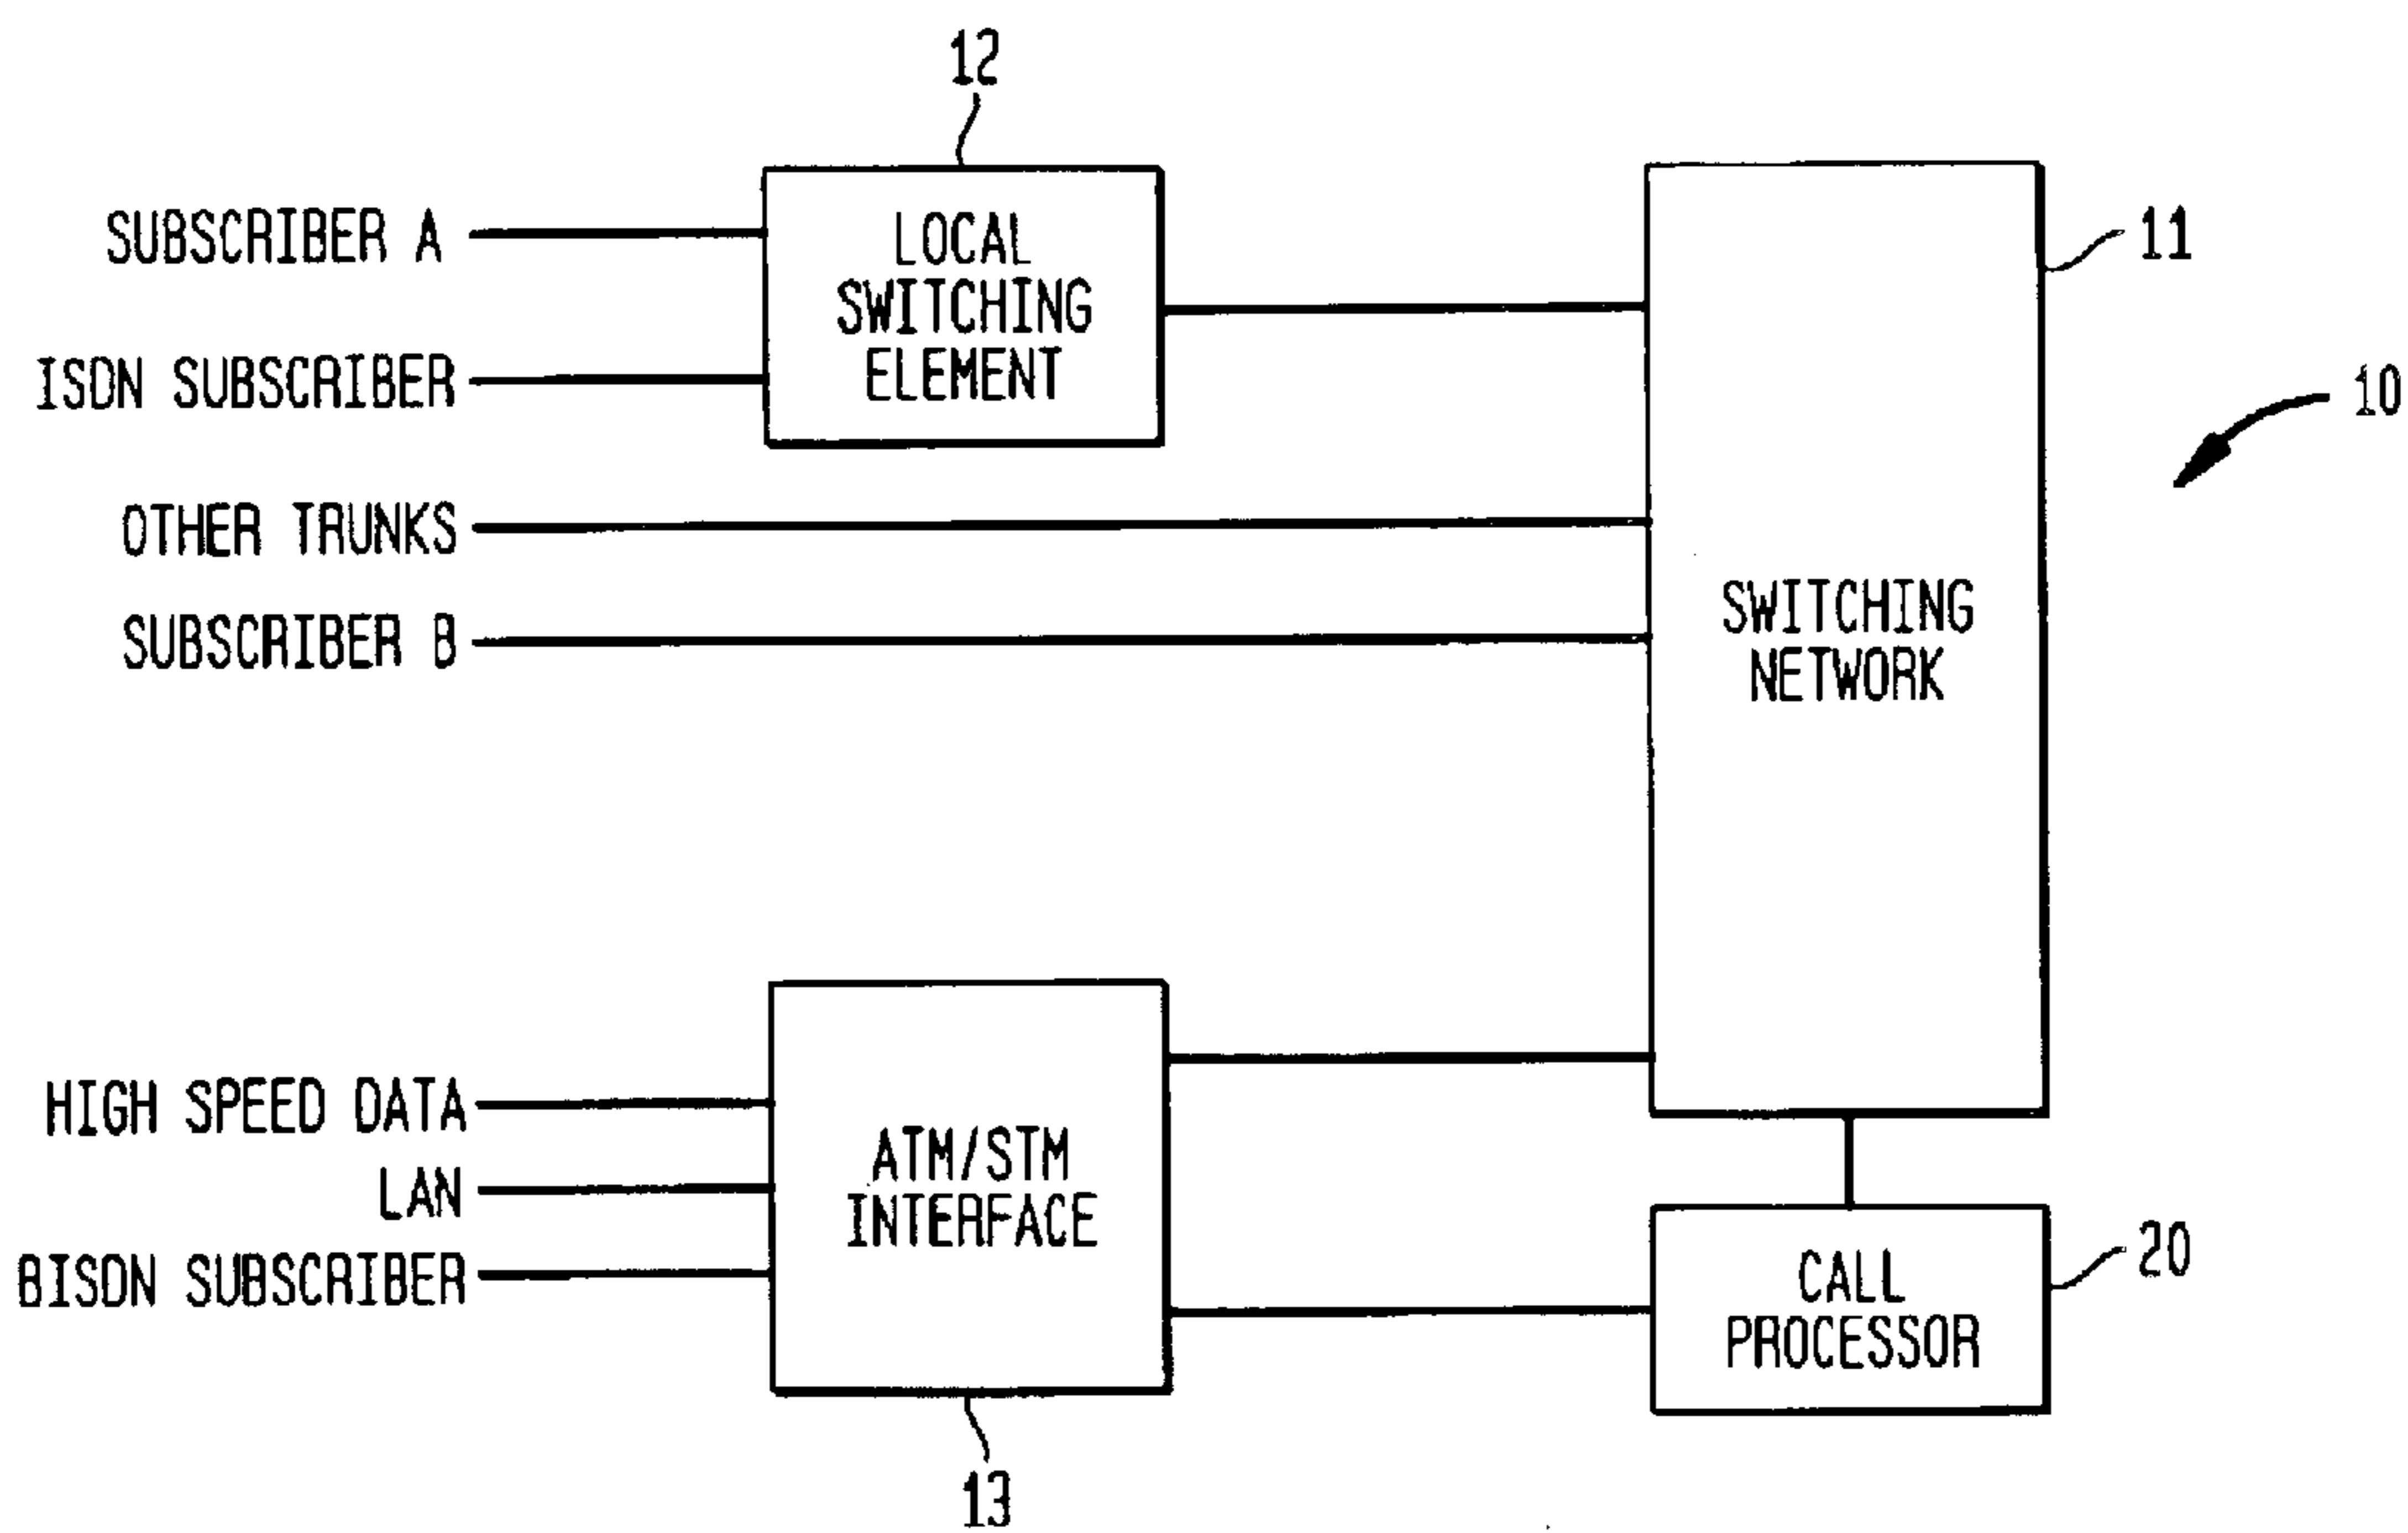 12
SUBSCRIBER A
LOCAL
SWITCHING
ELEMENT
11
ISDN SUBSCRIBER
10
OTHER TRUNKS
SUBSCRIBER B
SWITCHING
NETWORK
HIGH SPEED DATA
LAN
BISDN SUBSCRIBER
ATM/STM
INTERFACE
CALL
PROCESSOR
20
13